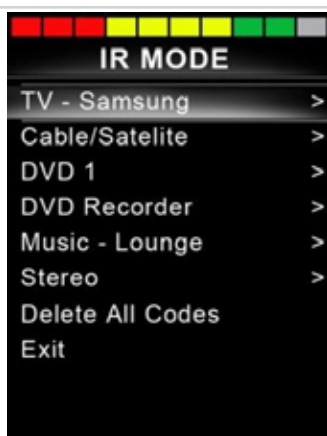 IR MODE
TV - Samsung >
Cable/Satelite >
DVD 1 >
DVD Recorder >
Music - Lounge >
Stereo >
Delete All Codes
Exit